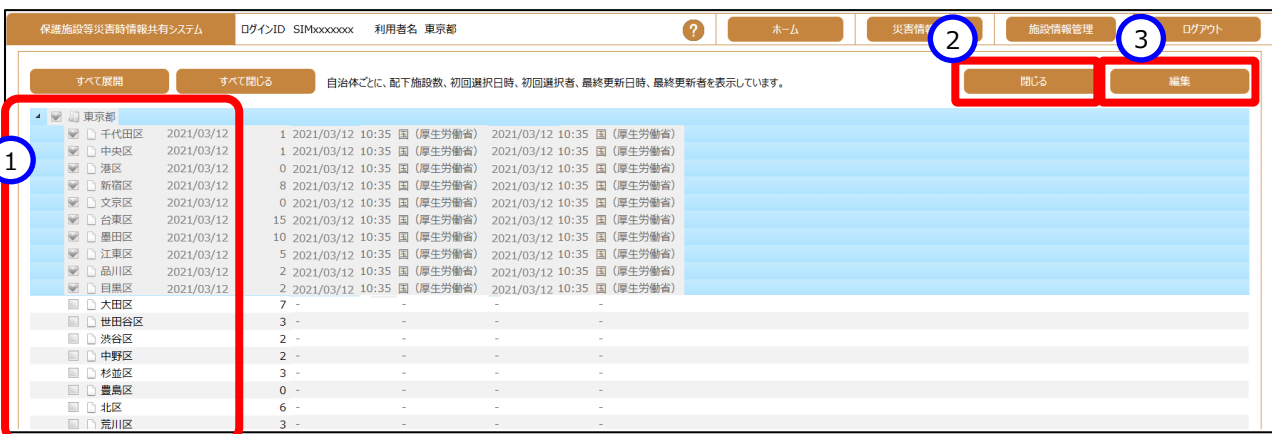 保護施設等災害時情報共有システム ログインID SIMxxxxxxx 利用者名 東京都 ? ホーム 災害情 2 施設情報管理 3 ログアウト
すべて展開 すべて閉じる 自治体ごとに、配下施設数、初回選択日時、初回選択者、最終更新日時、最終更新者を表示しています。 閉じる 編集
東京都
千代田区 2021/03/12 1 2021/03/12 10:35 国（厚生労働省） 2021/03/12 10:35 国（厚生労働省）
1 中央区 2021/03/12 1 2021/03/12 10:35 国（厚生労働省） 2021/03/12 10:35 国（厚生労働省）
港区 2021/03/12 0 2021/03/12 10:35 国（厚生労働省） 2021/03/12 10:35 国（厚生労働省）
新宿区 2021/03/12 8 2021/03/12 10:35 国（厚生労働省） 2021/03/12 10:35 国（厚生労働省）
文京区 2021/03/12 0 2021/03/12 10:35 国（厚生労働省） 2021/03/12 10:35 国（厚生労働省）
台東区 2021/03/12 15 2021/03/12 10:35 国（厚生労働省） 2021/03/12 10:35 国（厚生労働省）
墨田区 2021/03/12 10 2021/03/12 10:35 国（厚生労働省） 2021/03/12 10:35 国（厚生労働省）
江東区 2021/03/12 5 2021/03/12 10:35 国（厚生労働省） 2021/03/12 10:35 国（厚生労働省）
品川区 2021/03/12 2 2021/03/12 10:35 国（厚生労働省） 2021/03/12 10:35 国（厚生労働省）
目黒区 2021/03/12 2 2021/03/12 10:35 国（厚生労働省） 2021/03/12 10:35 国（厚生労働省）
大田区 7 - - - -
世田谷区 3 - - - -
渋谷区 2 - - - -
中野区 2 - - - -
杉並区 3 - - - -
豊島区 0 - - - -
北区 6 - - - -
荒川区 3 - - - -